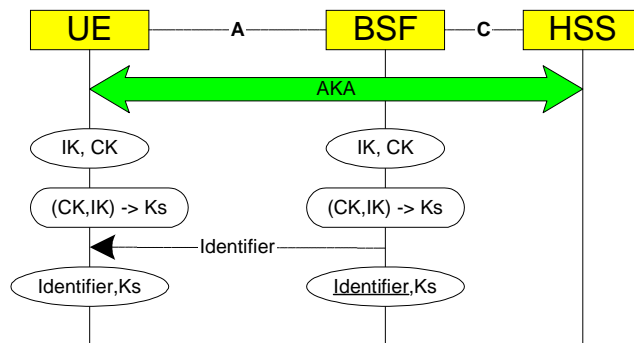 UE A BSF C HSS
AKA
IK, CK IK, CK
(CK,IK) -> Ks (CK,IK) -> Ks
Identifier
Identifier,Ks Identifier,Ks